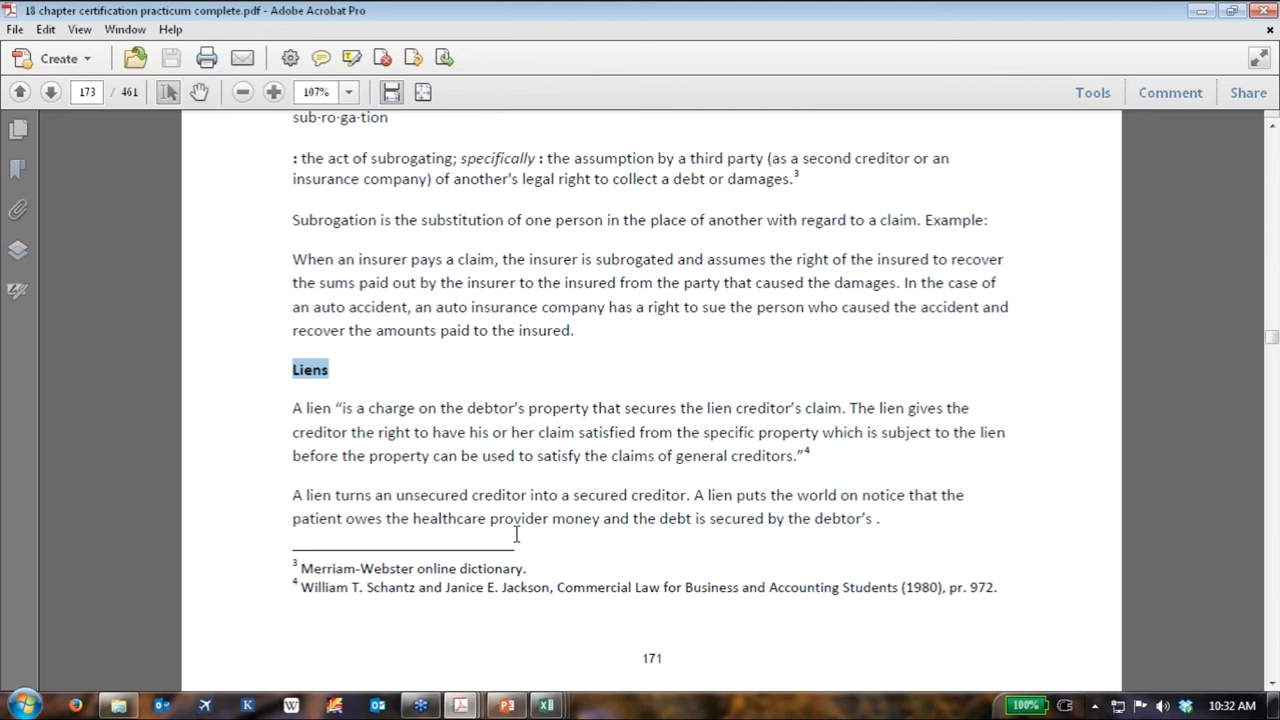 18 chapter certification practicum complete.pdf - Adobe Acrobat Pro
File Edit View Window Help
Create
173 / 461 107% Tools Comment Share
sub·ro·ga·tion
: the act of subrogating; specifically : the assumption by a third party (as a second creditor or an
insurance company) of another's legal right to collect a debt or damages.3
Subrogation is the substitution of one person in the place of another with regard to a claim. Example:
When an insurer pays a claim, the insurer is subrogated and assumes the right of the insured to recover
the sums paid out by the insurer to the insured from the party that caused the damages. In the case of
an auto accident, an auto insurance company has a right to sue the person who caused the accident and
recover the amounts paid to the insured.
Liens
A lien “is a charge on the debtor’s property that secures the lien creditor’s claim. The lien gives the
creditor the right to have his or her claim satisfied from the specific property which is subject to the lien
before the property can be used to satisfy the claims of general creditors.”4
A lien turns an unsecured creditor into a secured creditor. A lien puts the world on notice that the
patient owes the healthcare provider money and the debt is secured by the debtor’s .
3 Merriam-Webster online dictionary.
4 William T. Schantz and Janice E. Jackson, Commercial Law for Business and Accounting Students (1980), pr. 972.
171
100% 10:32 AM